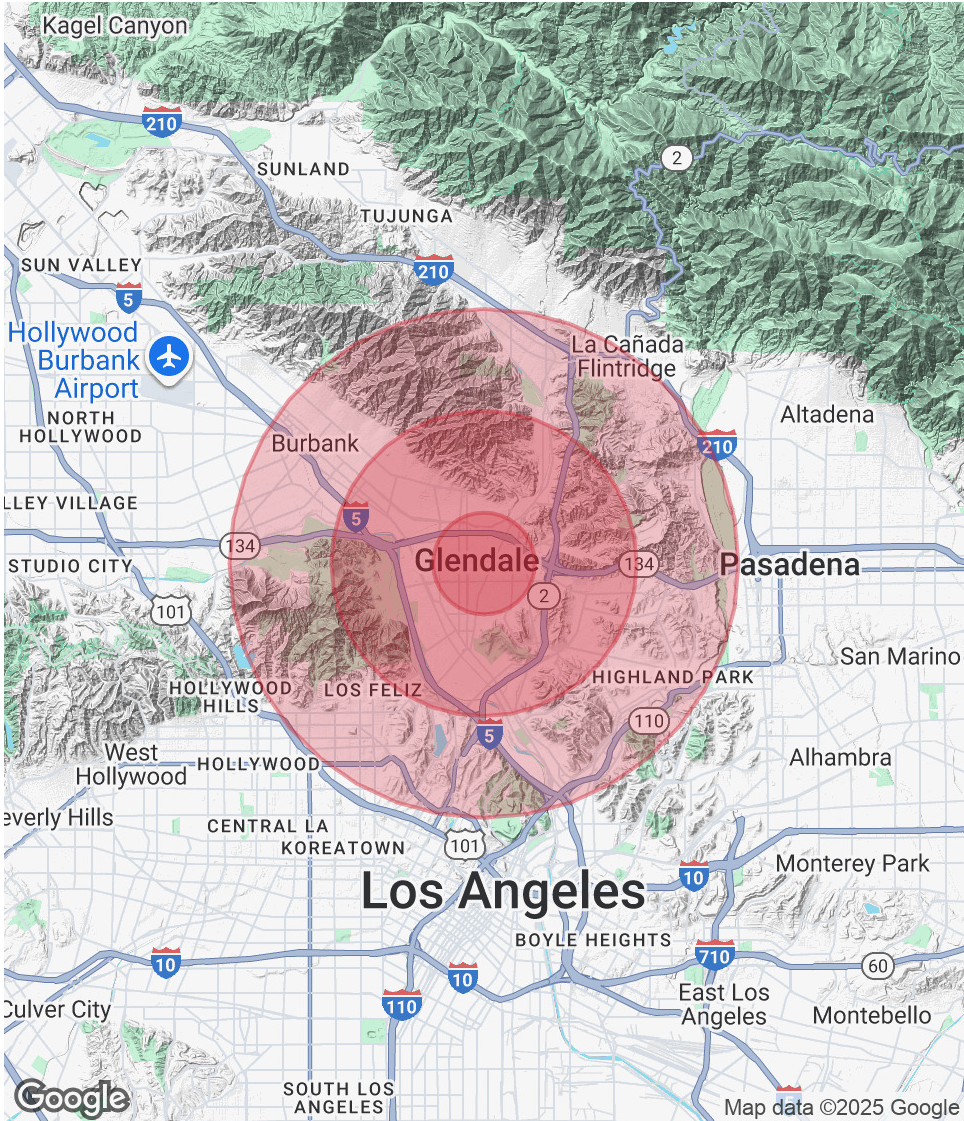 Kagel Canyon
210
2
SUNLAND
TUJUNGA
SUN VALLEY
210
5
Hollywood
Burbank
Airport
La Cañada
Flintridge
NORTH
HOLLYWOOD
Altadena
Burbank
210
LLEY VILLAGE
5
134
Glendale
134
Pasadena
STUDIO CITY
2
101
San Marino
HIGHLAND PARK
HOLLYWOOD
HILLS
LOS FELIZ
110
5
West
Hollywood
HOLLYWOOD
Alhambra
everly Hills
CENTRAL LA
KOREATOWN
101
Monterey Park
10
Los Angeles
BOYLE HEIGHTS
10
710
60
10
Culver City
110
East Los
Angeles
Montebello
SOUTH LOS
ANGELES
5
Google
Map data ©2025 Google